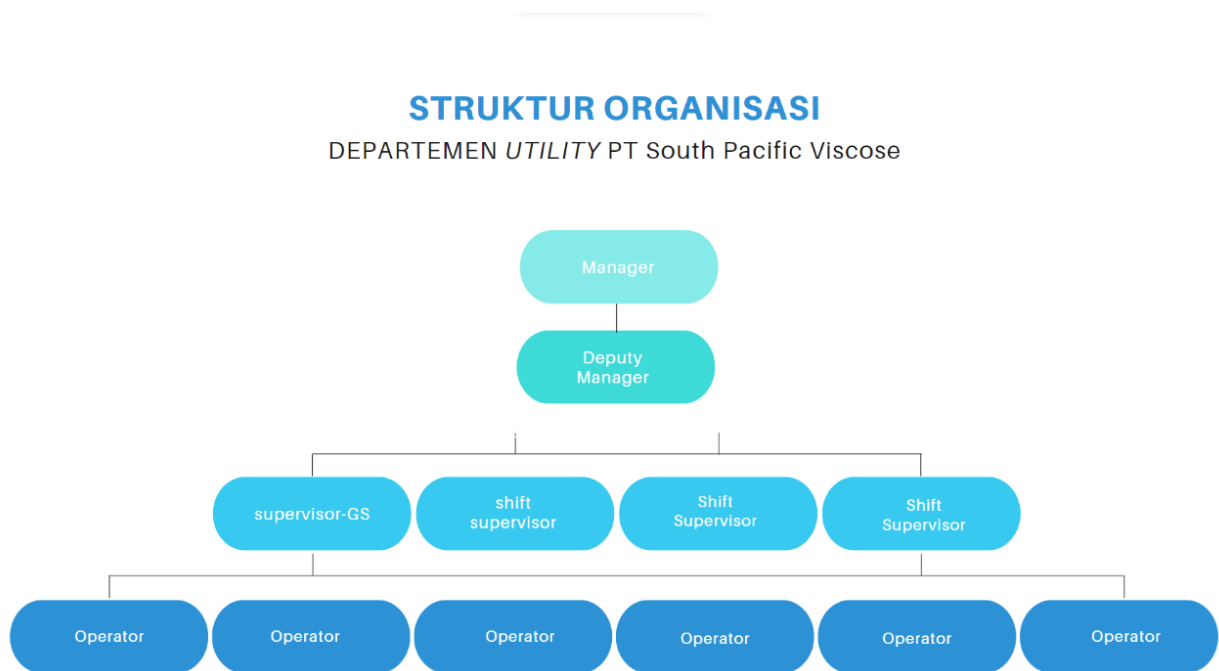 STRUKTUR ORGANISASI
DEPARTEMEN UTILITY PT South Pacific Viscose
Manager
Deputy
Manager
supervisor-GS
shift
supervisor
Shift
Supervisor
Shift
Supervisor
Operator
Operator
Operator
Operator
Operator
Operator